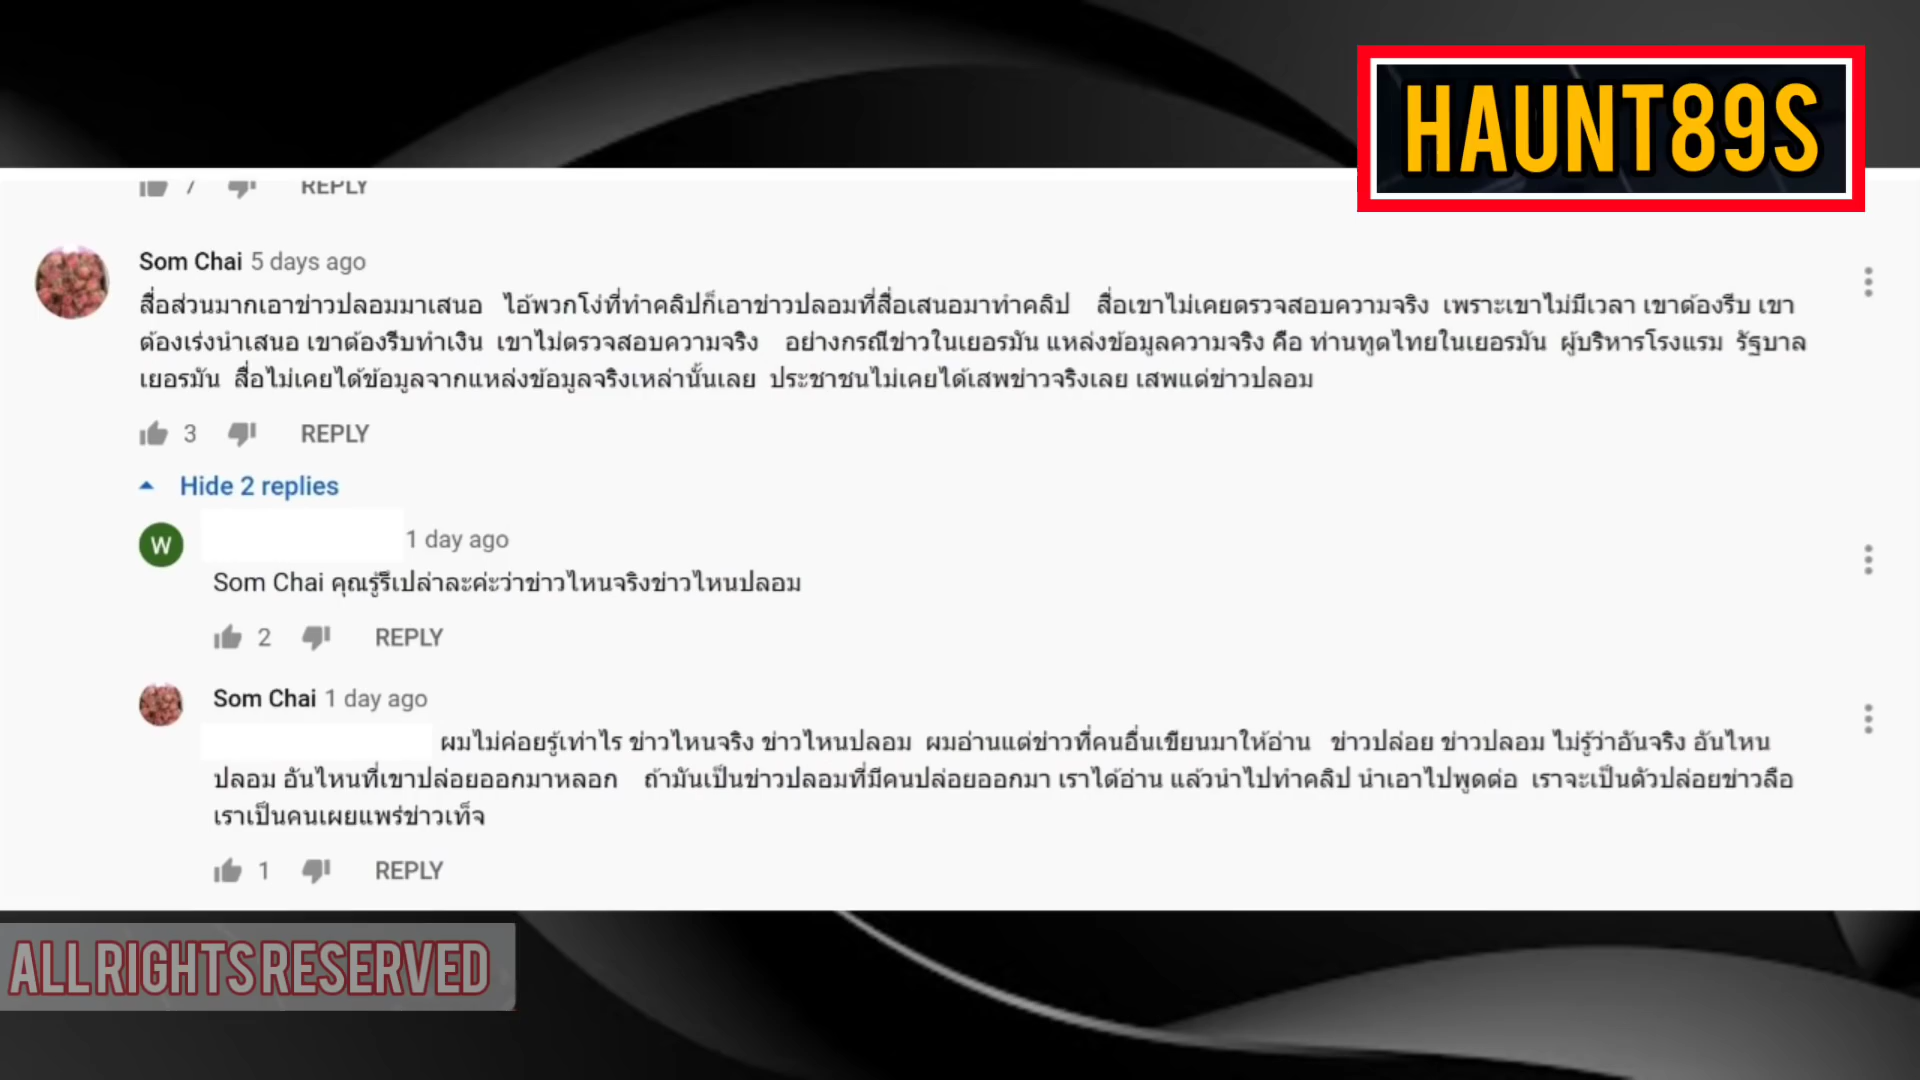 HAUNT89S
7 REPLY
Som Chai 5 days ago
สื่อส่วนมากเอาข่าวปลอมมาเสนอ ไอ้พวกโง่ที่ทำคลิปก็เอาข่าวปลอมที่สื่อเสนอมาทำคลิป สื่อเขาไม่เคยตรวจสอบความจริง เพราะเขาไม่มีเวลา เขาต้องรีบ เขา
ต้องเร่งนำเสนอ เขาต้องรีบทำเงิน เขาไม่ตรวจสอบความจริง อย่างกรณีข่าวในเยอรมัน แหล่งข้อมูลความจริง คือ ท่านทูตไทยในเยอรมัน ผู้บริหารโรงแรม รัฐบาล
เยอรมัน สื่อไม่เคยได้ข้อมูลจากแหล่งข้อมูลจริงเหล่านั้นเลย ประชาชนไม่เคยได้เสพข่าวจริงเลย เสพแต่ข่าวปลอม
3 REPLY
Hide 2 replies
W
1 day ago
Som Chai คุณรู้รึเปล่าละค่ะว่าข่าวไหนจริงข่าวไหนปลอม
2 REPLY
Som Chai 1 day ago
ผมไม่ค่อยรู้เท่าไร ข่าวไหนจริง ข่าวไหนปลอม ผมอ่านแต่ข่าวที่คนอื่นเขียนมาให้อ่าน ข่าวปล่อย ข่าวปลอม ไม่รู้ว่าอันจริง อันไหน
ปลอม อันไหนที่เขาปล่อยออกมาหลอก ถ้ามันเป็นข่าวปลอมที่มีคนปล่อยออกมา เราได้อ่าน แล้วนำไปทำคลิป นำเอาไปพูดต่อ เราจะเป็นตัวปล่อยข่าวลือ
เราเป็นคนเผยแพร่ข่าวเท็จ
1 REPLY
ALL RIGHTS RESERVED